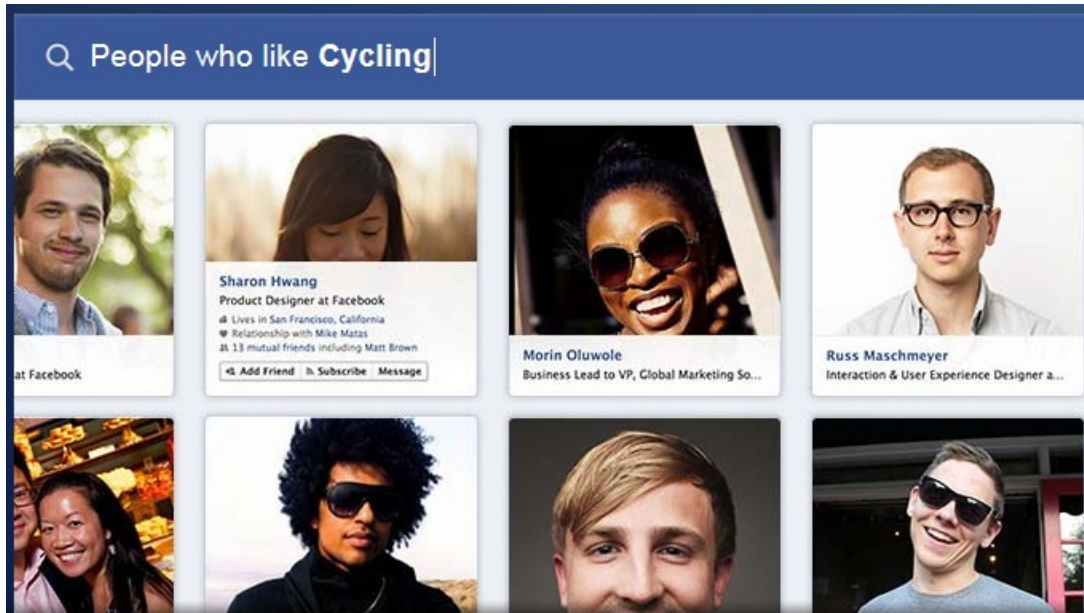 People who like Cycling
at Facebook
Sharon Hwang
Product Designer at Facebook
Lives in San Francisco, California
Relationship with Mike Matas
13 mutual friends including Matt Brown
Add Friend Subscribe Message
Morin Oluwole
Business Lead to VP, Global Marketing So...
Russ Maschmeyer
Interaction & User Experience Designer a...